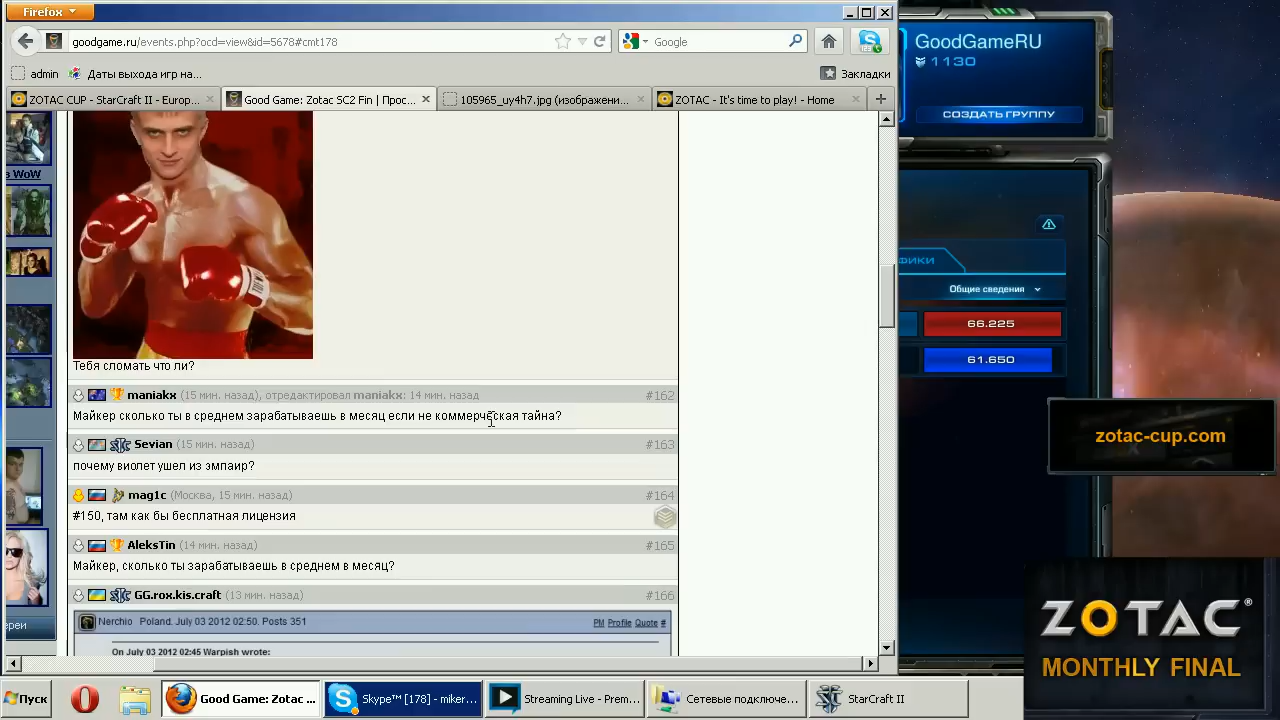 Firefox
goodgame.ru/events.php?ocd=view&id=5678#cmt178
Google
admin
Даты выхода игр на...
Закладки
ZOTAC CUP - StarCraft II - Europ...
Good Game: Zotac SC2 Fin | Прос...
105965_uy4h7.jpg (изображени...
ZOTAC - It's time to play! - Home
в WoW
Тебя сломать что ли?
maniakx (15 мин. назад), отредактировал maniakx: 14 мин. назад #162
Майкер сколько ты в среднем зарабатываешь в месяц если не коммерческая тайна?
Sevian (15 мин. назад) #163
почему виолет ушел из эмпаир?
mag1c (Москва, 15 мин. назад) #164
#150, там как бы бесплатная лицензия
AleksTin (14 мин. назад) #165
Майкер, сколько ты зарабатываешь в среднем в месяц?
GG.rox.kis.craft (13 мин. назад) #166
Nerchio Poland. July 03 2012 02:50. Posts 351 PM Profile Quote #
On July 03 2012 02:45 Warpish wrote:
ереи
GoodGameRU
1130
СОЗДАТЬ ГРУППУ
ФИКИ
Общие сведения
66.225
61.650
zotac-cup.com
ZOTAC®
MONTHLY FINAL
Пуск
Good Game: Zotac ...
Skype™ [178] - miker...
Streaming Live - Prem...
Сетевые подключе...
StarCraft II